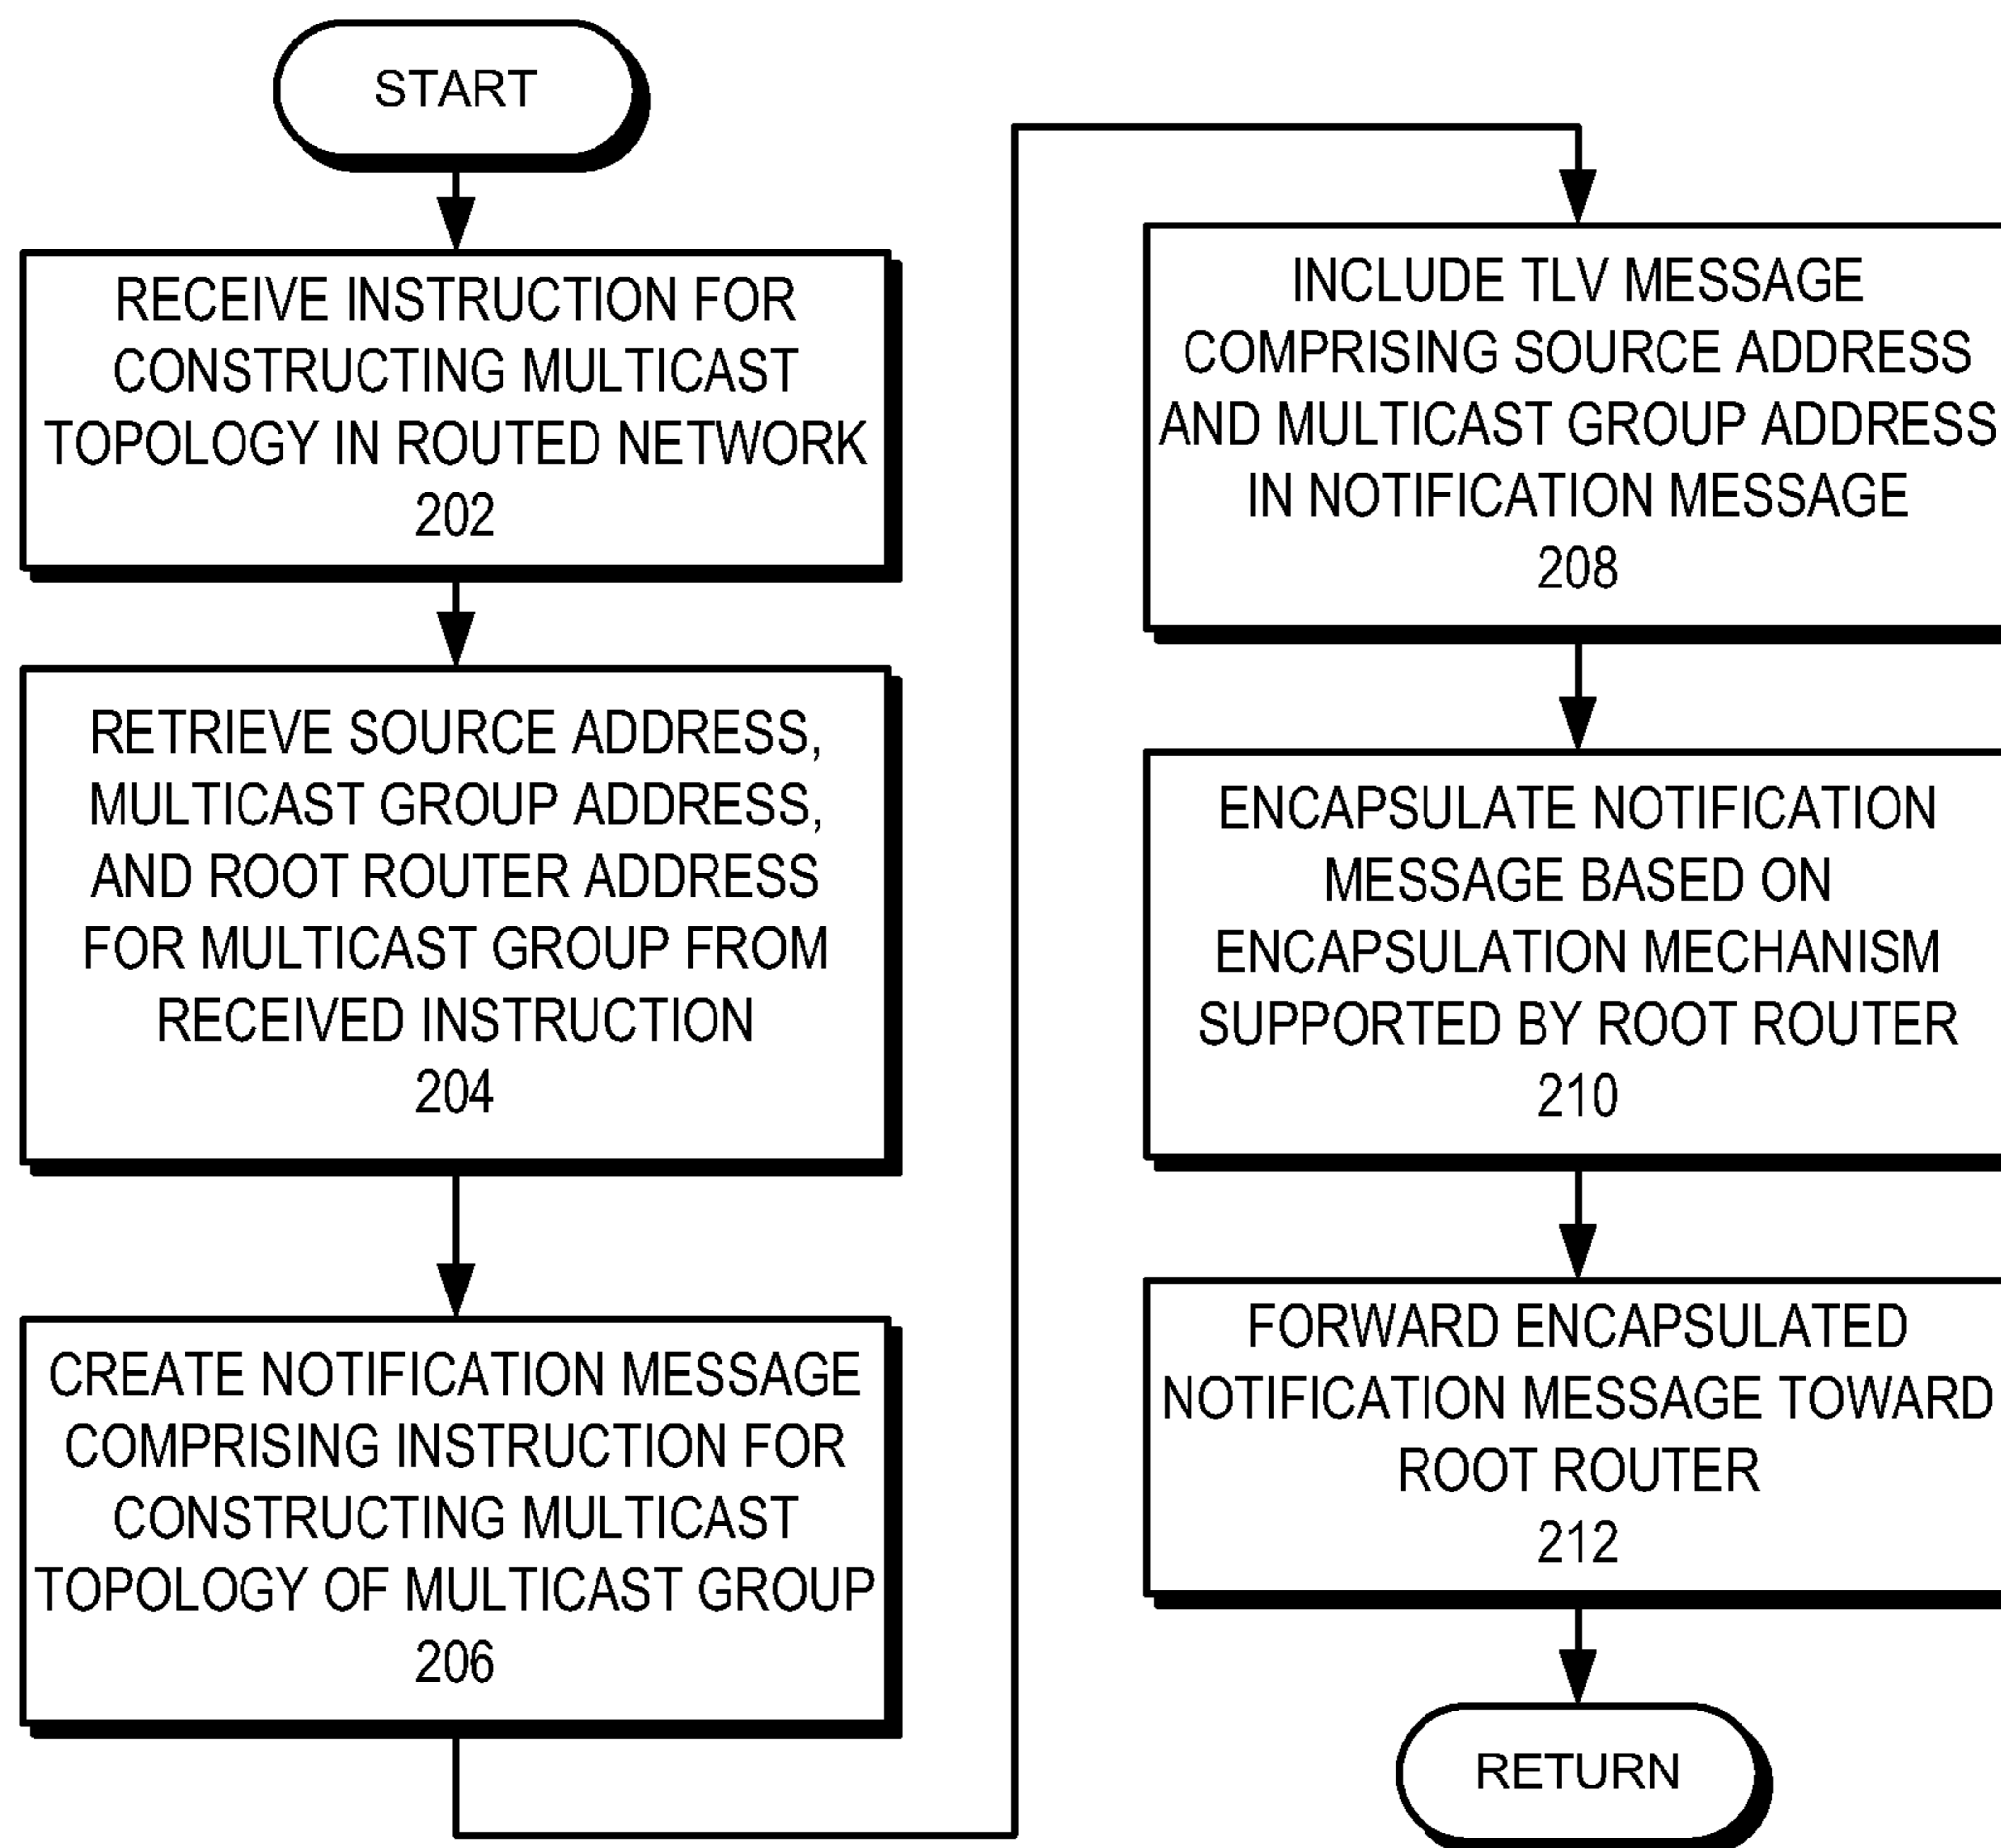 START
RECEIVE INSTRUCTION FOR
CONSTRUCTING MULTICAST
TOPOLOGY IN ROUTED NETWORK
202
RETRIEVE SOURCE ADDRESS,
MULTICAST GROUP ADDRESS,
AND ROOT ROUTER ADDRESS
FOR MULTICAST GROUP FROM
RECEIVED INSTRUCTION
204
CREATE NOTIFICATION MESSAGE
COMPRISING INSTRUCTION FOR
CONSTRUCTING MULTICAST
TOPOLOGY OF MULTICAST GROUP
206
INCLUDE TLV MESSAGE
COMPRISING SOURCE ADDRESS
AND MULTICAST GROUP ADDRESS
IN NOTIFICATION MESSAGE
208
ENCAPSULATE NOTIFICATION
MESSAGE BASED ON
ENCAPSULATION MECHANISM
SUPPORTED BY ROOT ROUTER
210
FORWARD ENCAPSULATED
NOTIFICATION MESSAGE TOWARD
ROOT ROUTER
212
RETURN